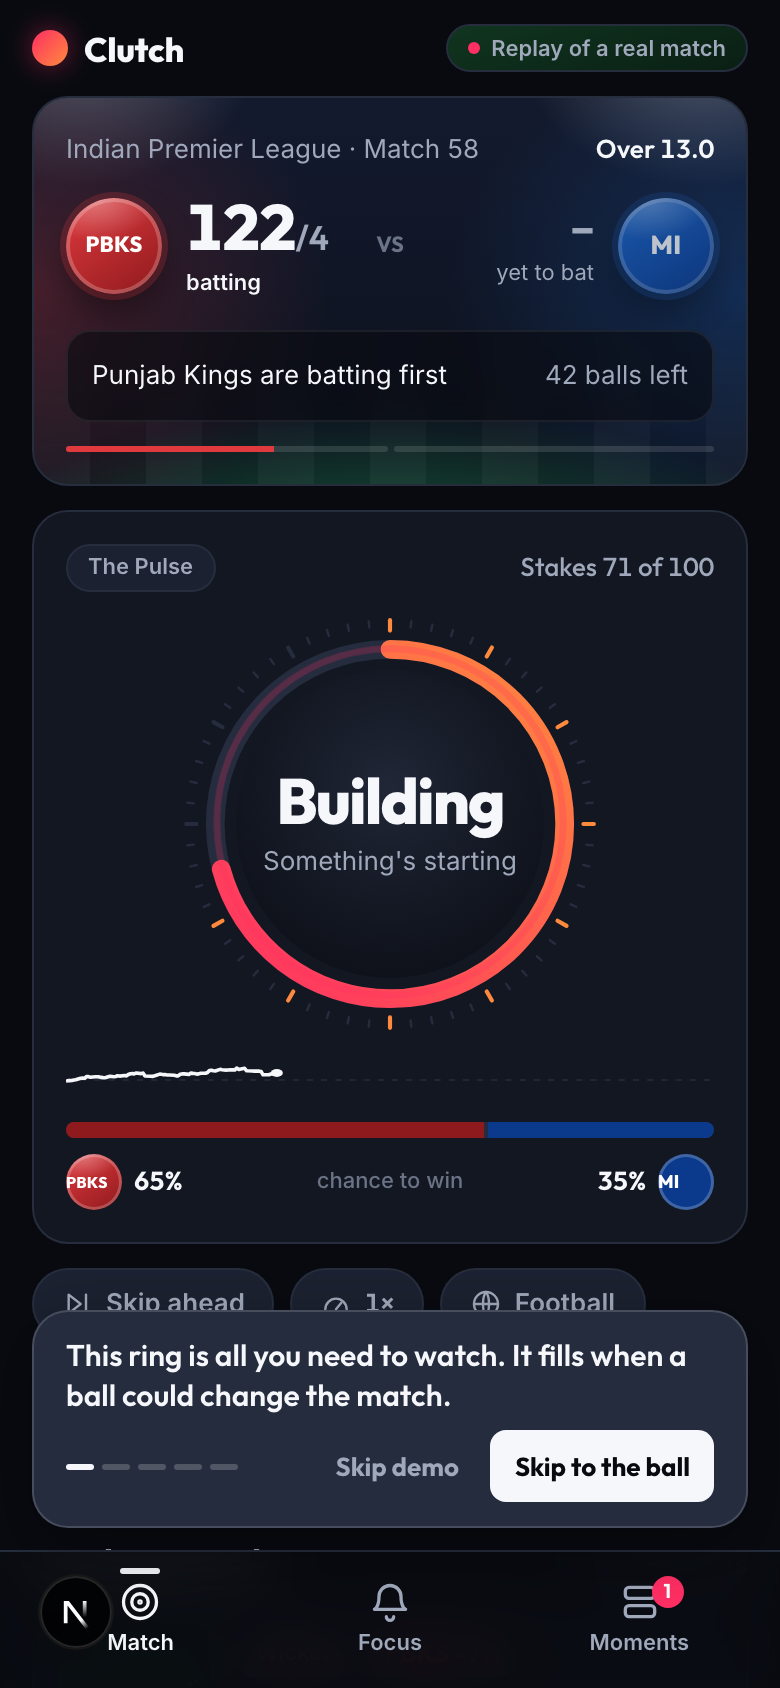 Clutch
Replay of a real match
Indian Premier League · Match 58
Over 13.0
PBKS
122/4
batting
VS
–
yet to bat
MI
Punjab Kings are batting first
42 balls left
The Pulse
Stakes 71 of 100
Building
Something's starting
PBKS
65%
chance to win
35%
MI
Skip ahead
1×
Football
This ring is all you need to watch. It fills when a
ball could change the match.
Skip demo
Skip to the ball
N
Match
Focus
1
Moments